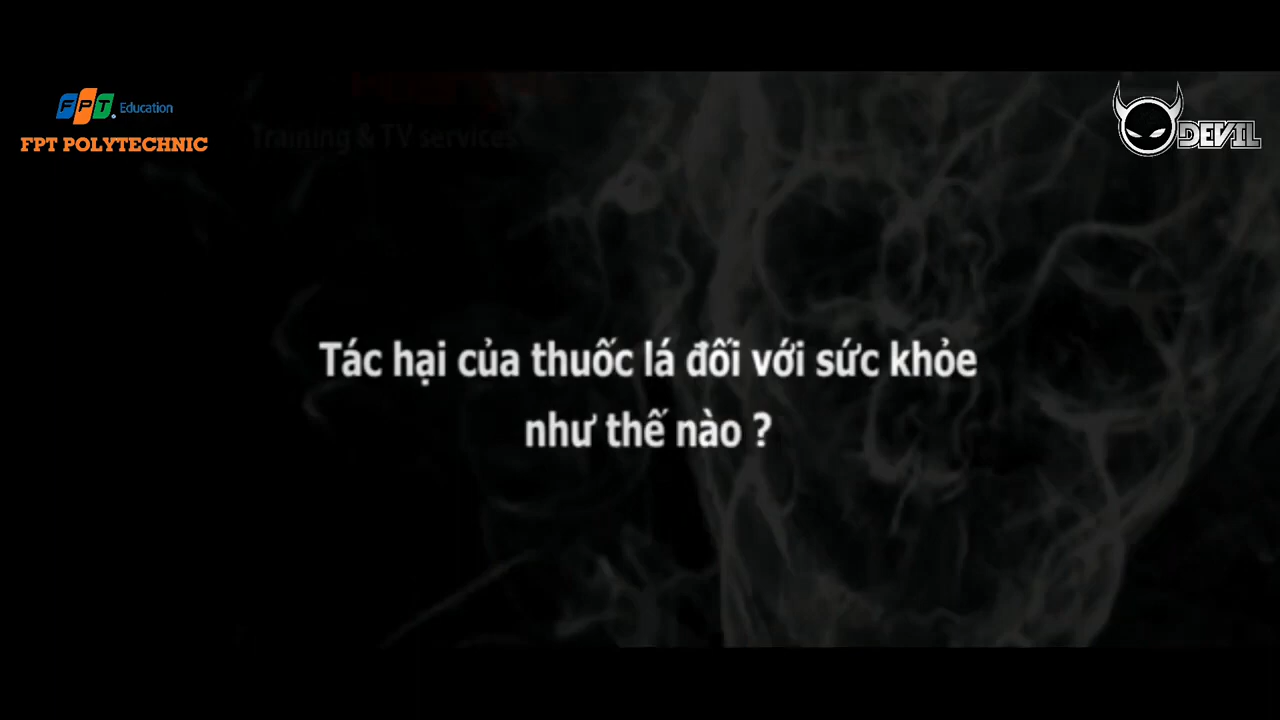 FPT Education
FPT POLYTECHNIC
Training & TV services
DEVIL
Tác hại của thuốc lá đối với sức khỏe
như thế nào ?